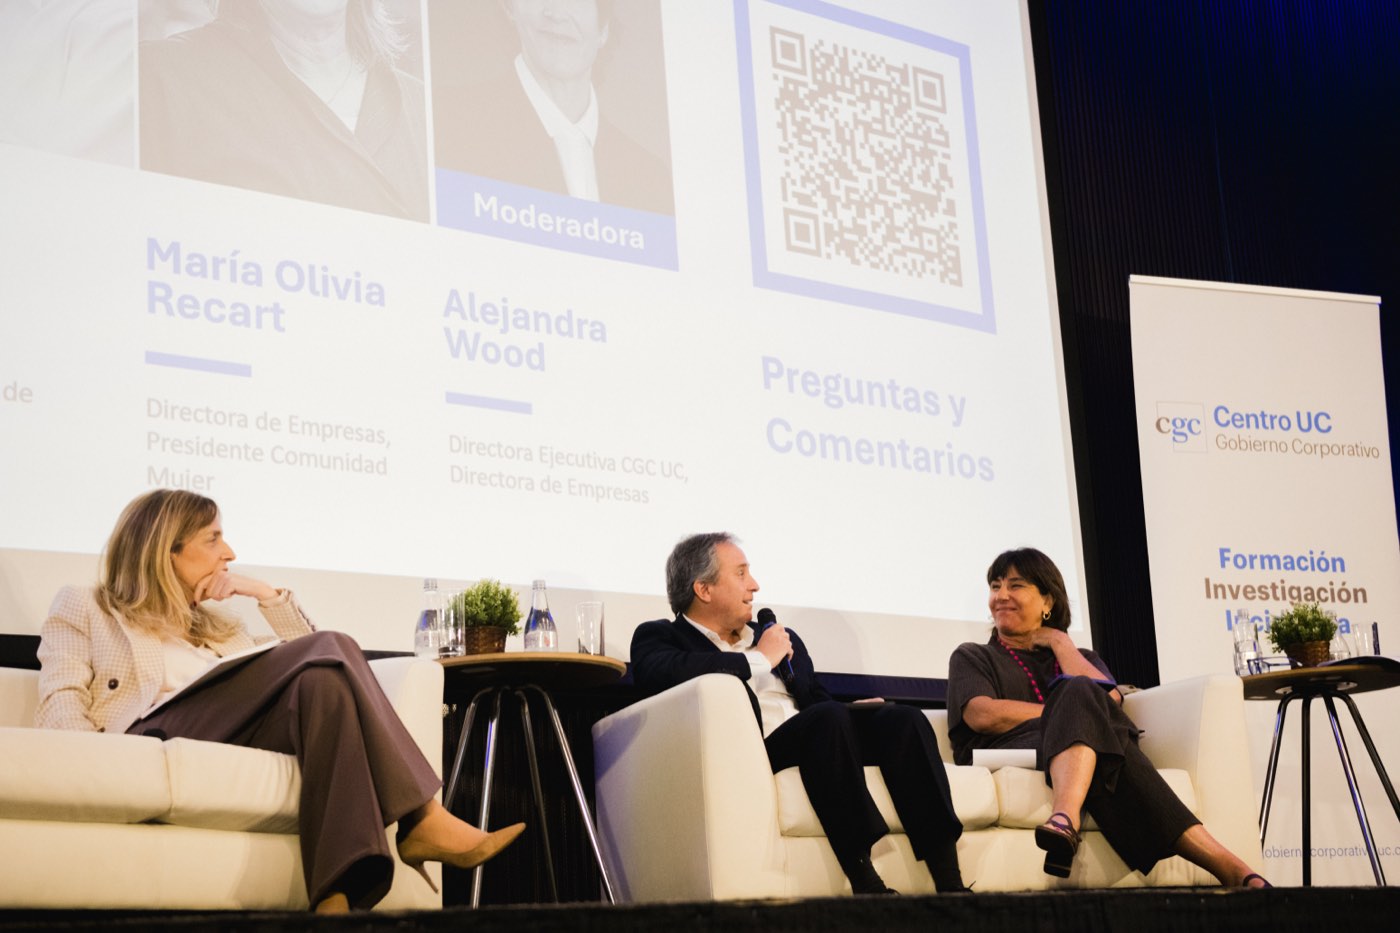 Moderadora
María Olivia
Recart
Directora de Empresas,
Presidente Comunidad
Mujer
Alejandra
Wood
Directora Ejecutiva CGC UC,
Directora de Empresas
Preguntas y
Comentarios
de
cgc
Centro UC
Gobierno Corporativo
Formación
Investigación